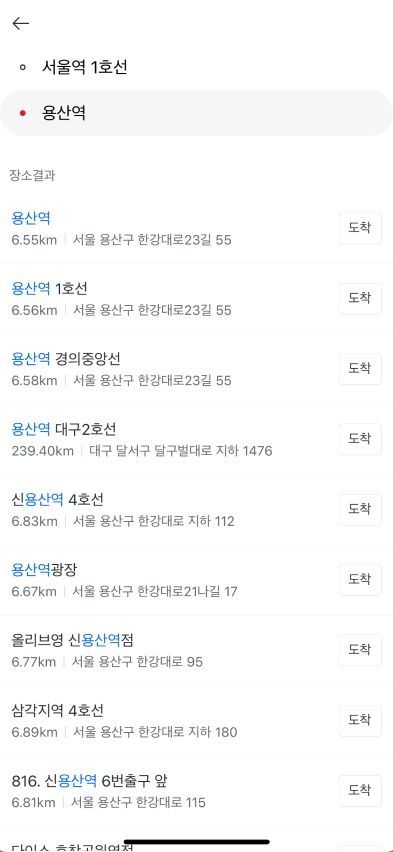 서울역 1호선
용산역
장소결과
용산역
6.55km 서울 용산구 한강대로23길 55
도착
용산역 1호선
6.56km 서울 용산구 한강대로23길 55
도착
용산역 경의중앙선
6.58km 서울 용산구 한강대로23길 55
도착
용산역 대구2호선
239.40km 대구 달서구 달구벌대로 지하 1476
도착
신용산역 4호선
6.83km 서울 용산구 한강대로 지하 112
도착
용산역광장
6.67km 서울 용산구 한강대로21나길 17
도착
올리브영 신용산역점
6.77km 서울 용산구 한강대로 95
도착
삼각지역 4호선
6.89km 서울 용산구 한강대로 지하 180
도착
816. 신용산역 6번출구 앞
6.81km 서울 용산구 한강대로 115
도착